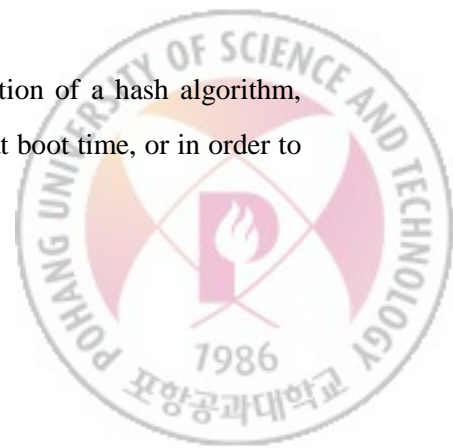 tion of a hash algorithm,
at boot time, or in order to
POHANG UNIVERSITY OF SCIENCE AND TECHNOLOGY
1986
포항공과대학교